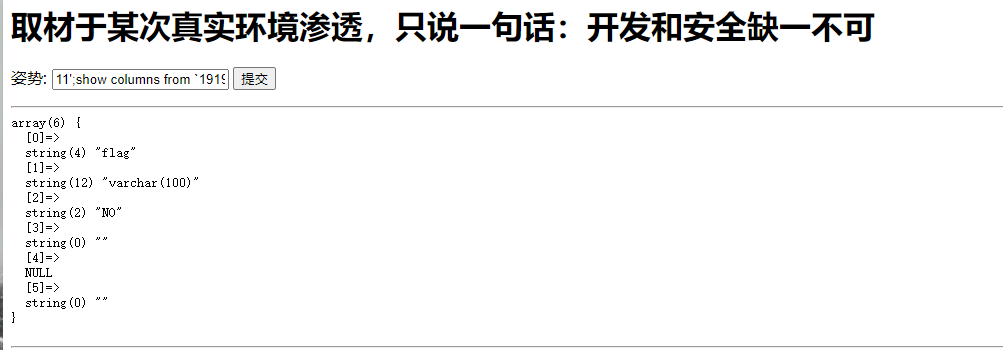 取材于某次真实环境渗透，只说一句话：开发和安全缺一不可
姿势: 11';show columns from `1919 提交
array(6) {
  [0]=>
  string(4) "flag"
  [1]=>
  string(12) "varchar(100)"
  [2]=>
  string(2) "NO"
  [3]=>
  string(0) ""
  [4]=>
  NULL
  [5]=>
  string(0) ""
}